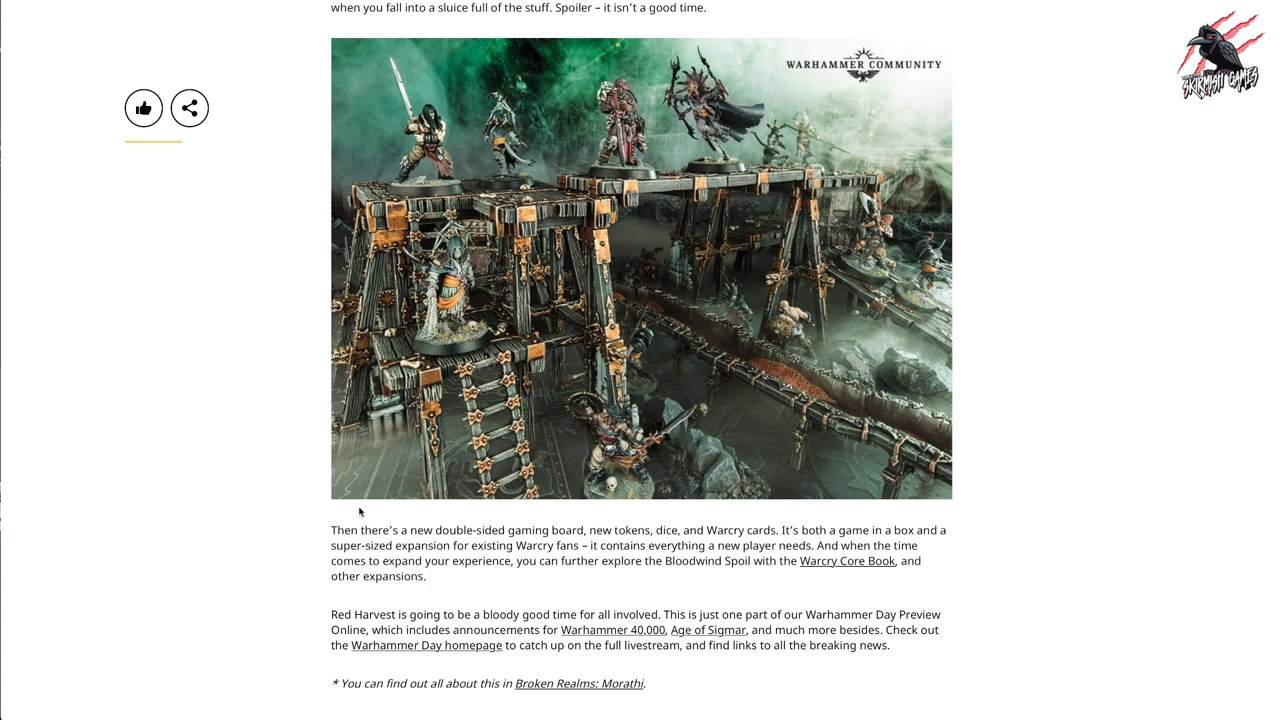 when you fall into a sluice full of the stuff. Spoiler – it isn't a good time.
WARHAMMER COMMUNITY
SKIRMISH GAMES
Then there's a new double-sided gaming board, new tokens, dice, and Warcry cards. It's both a game in a box and a
super-sized expansion for existing Warcry fans – it contains everything a new player needs. And when the time
comes to expand your experience, you can further explore the Bloodwind Spoil with the Warcry Core Book, and
other expansions.
Red Harvest is going to be a bloody good time for all involved. This is just one part of our Warhammer Day Preview
Online, which includes announcements for Warhammer 40,000, Age of Sigmar, and much more besides. Check out
the Warhammer Day homepage to catch up on the full livestream, and find links to all the breaking news.
* You can find out all about this in Broken Realms: Morathi.